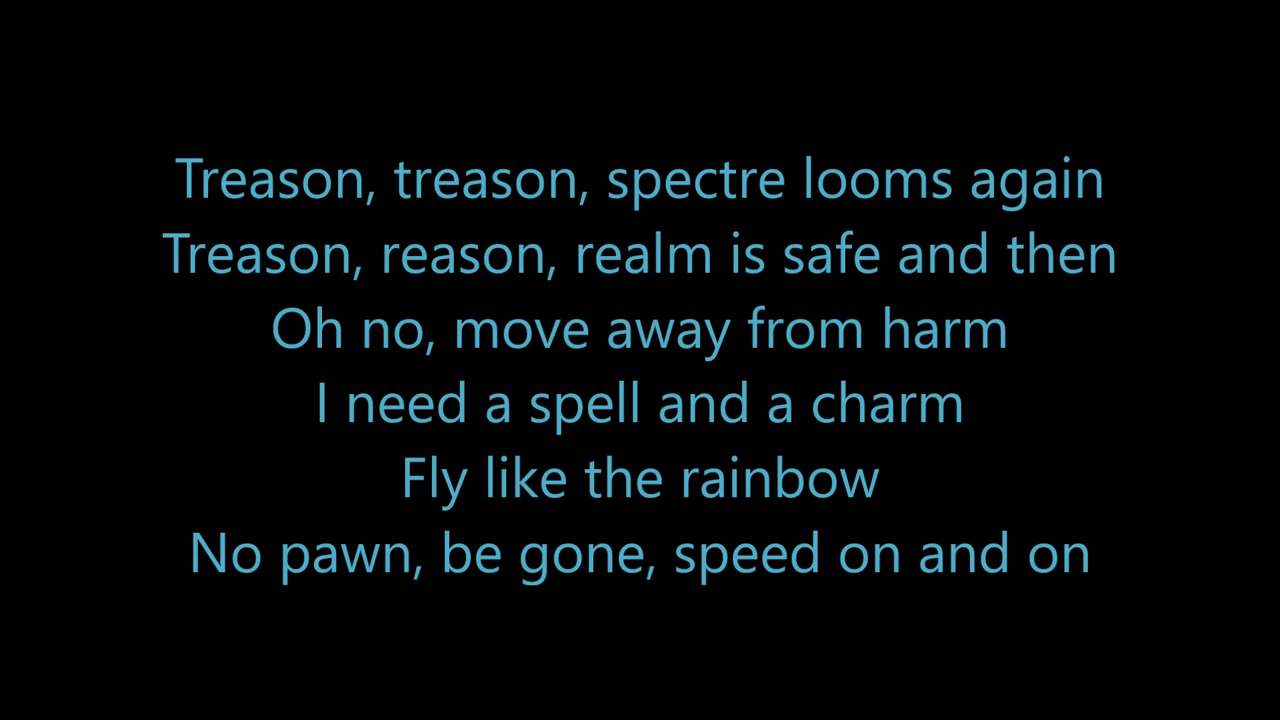 Treason, treason, spectre looms again
Treason, reason, realm is safe and then
Oh no, move away from harm
I need a spell and a charm
Fly like the rainbow
No pawn, be gone, speed on and on